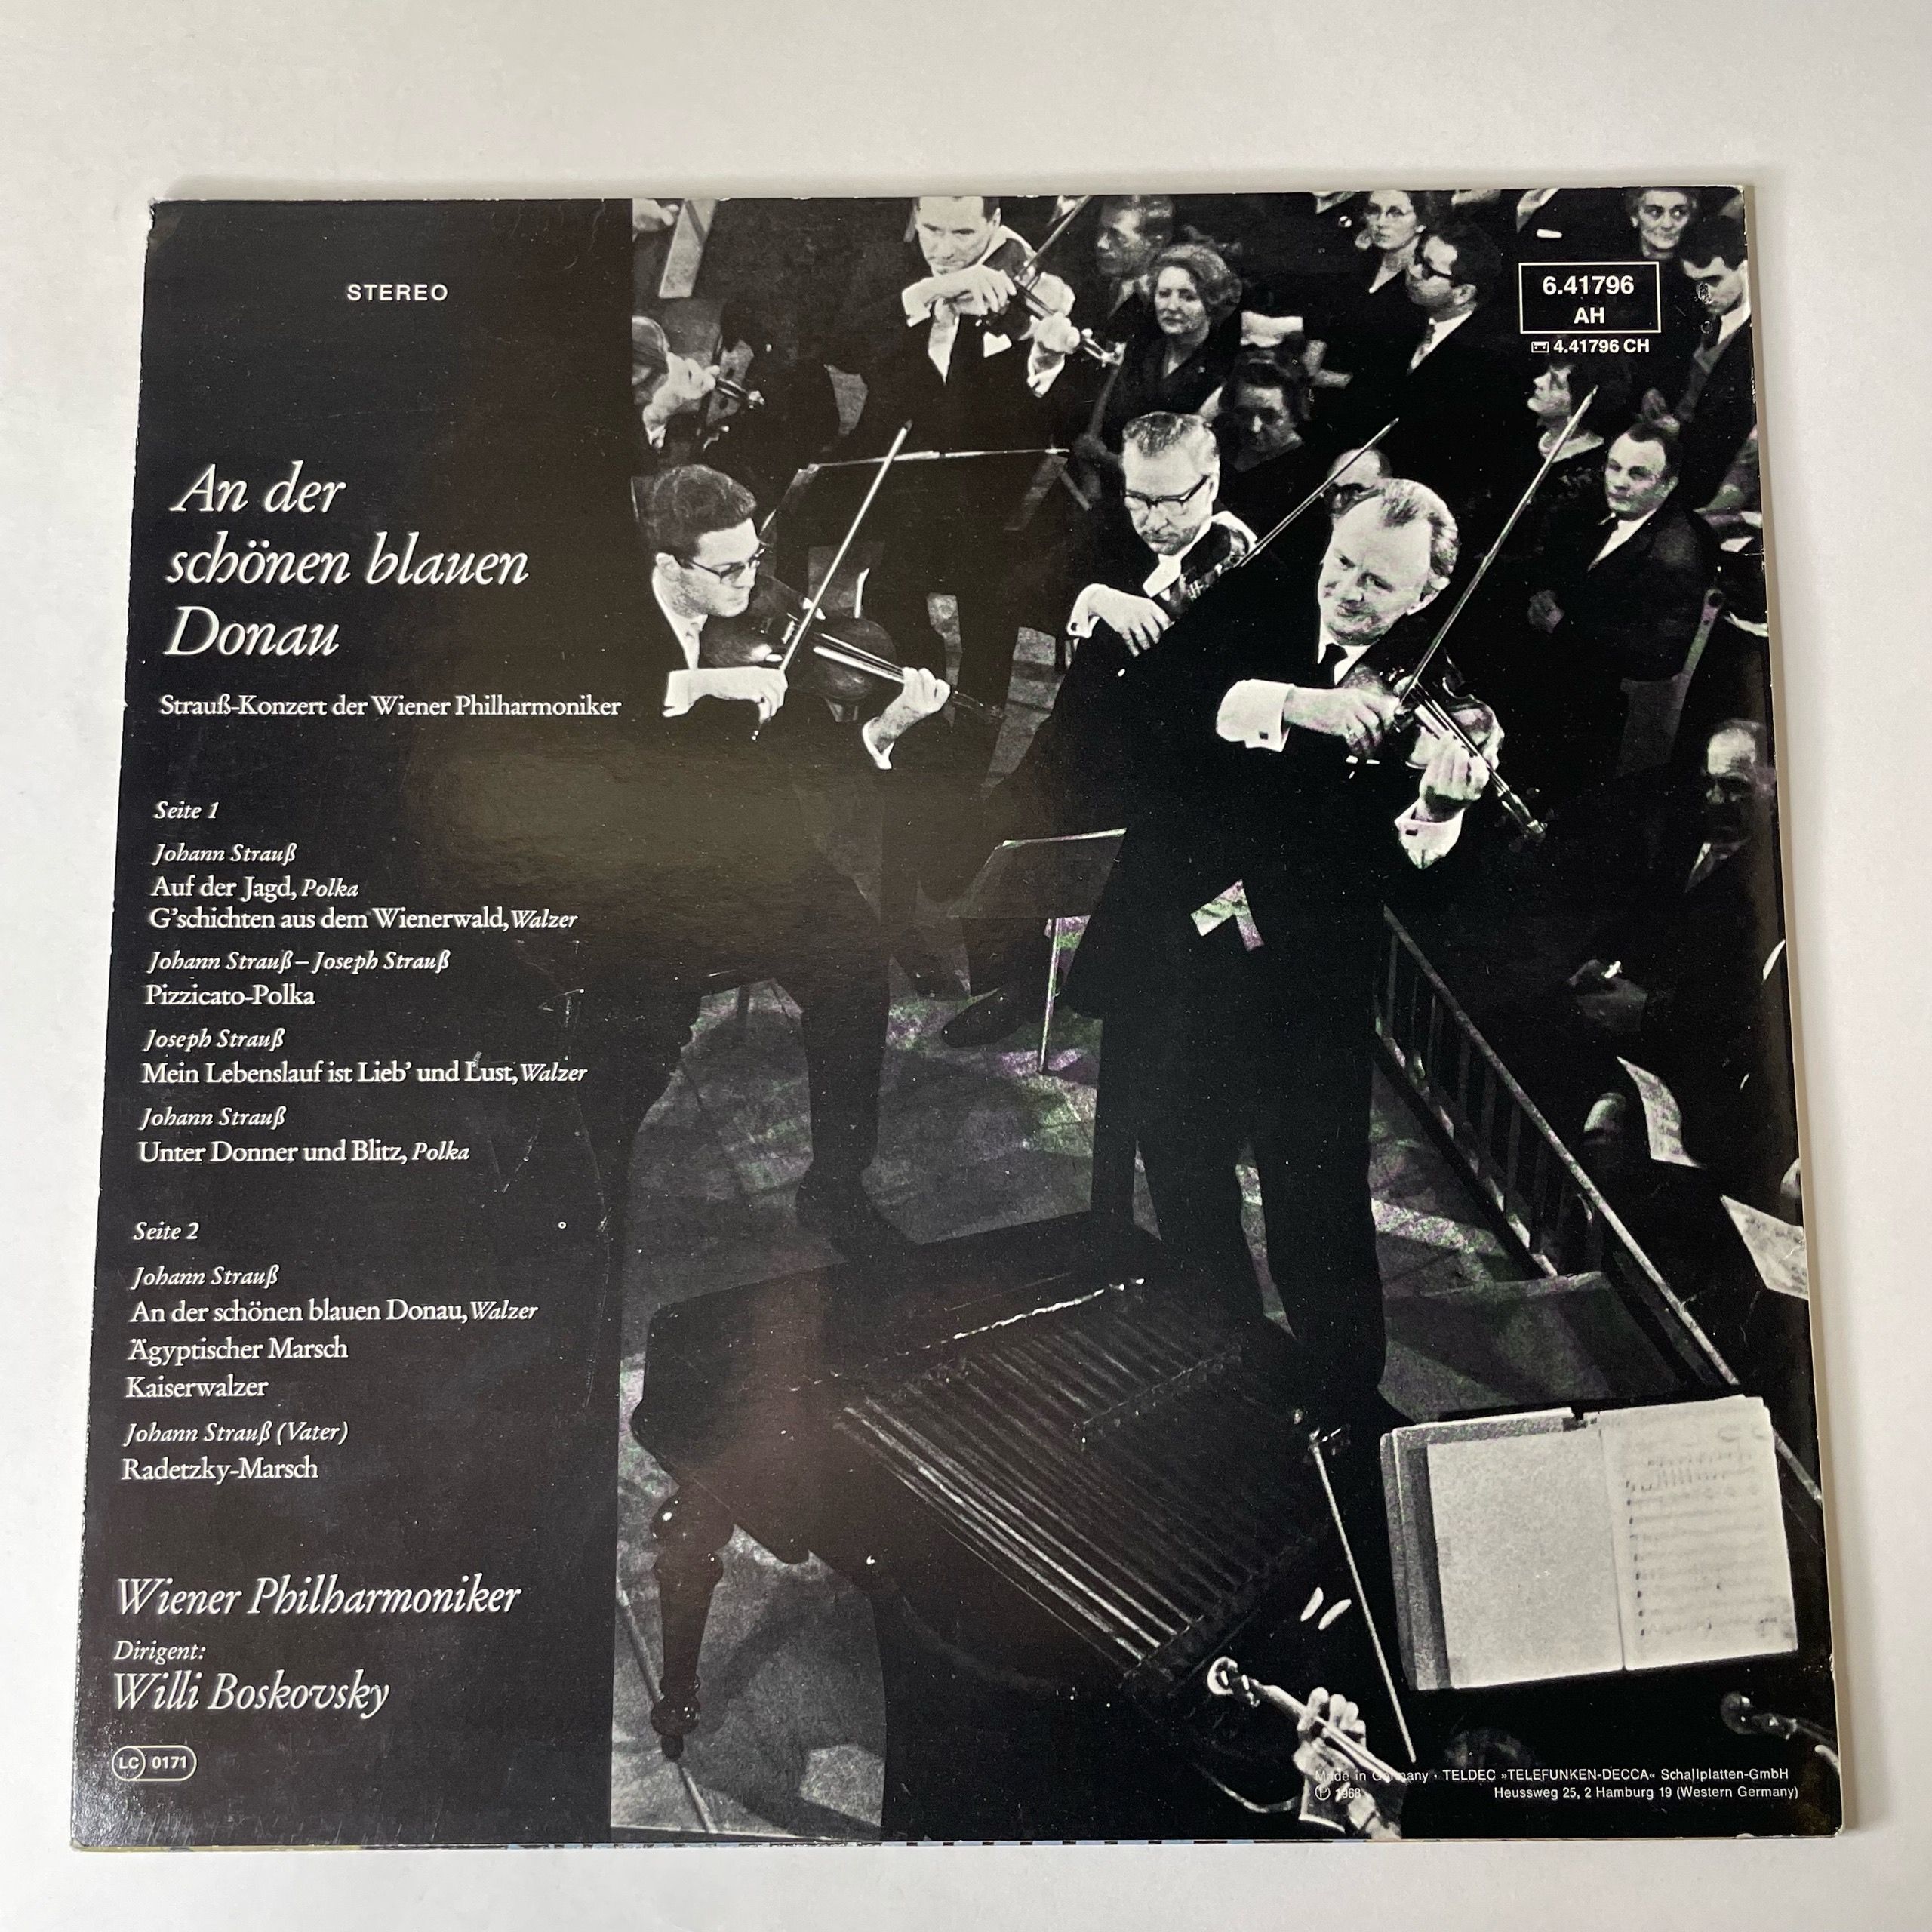 STEREO
6.41796
AH
4.41796 CH
An der
schönen blauen
Donau
Strauß-Konzert der Wiener Philharmoniker
Seite 1
Johann Strauß
Auf der Jagd, Polka
G'schichten aus dem Wienerwald, Walzer
Johann Strauß – Joseph Strauß
Pizzicato-Polka
Joseph Strauß
Mein Lebenslauf ist Lieb' und Lust, Walzer
Johann Strauß
Unter Donner und Blitz, Polka
Seite 2
Johann Strauß
An der schönen blauen Donau, Walzer
Ägyptischer Marsch
Kaiserwalzer
Johann Strauß (Vater)
Radetzky-Marsch
Wiener Philharmoniker
Dirigent:
Willi Boskovsky
LC 0171
Made in Germany · TELDEC »TELEFUNKEN-DECCA« Schallplatten-GmbH
Ⓟ 1968 Heussweg 25, 2 Hamburg 19 (Western Germany)